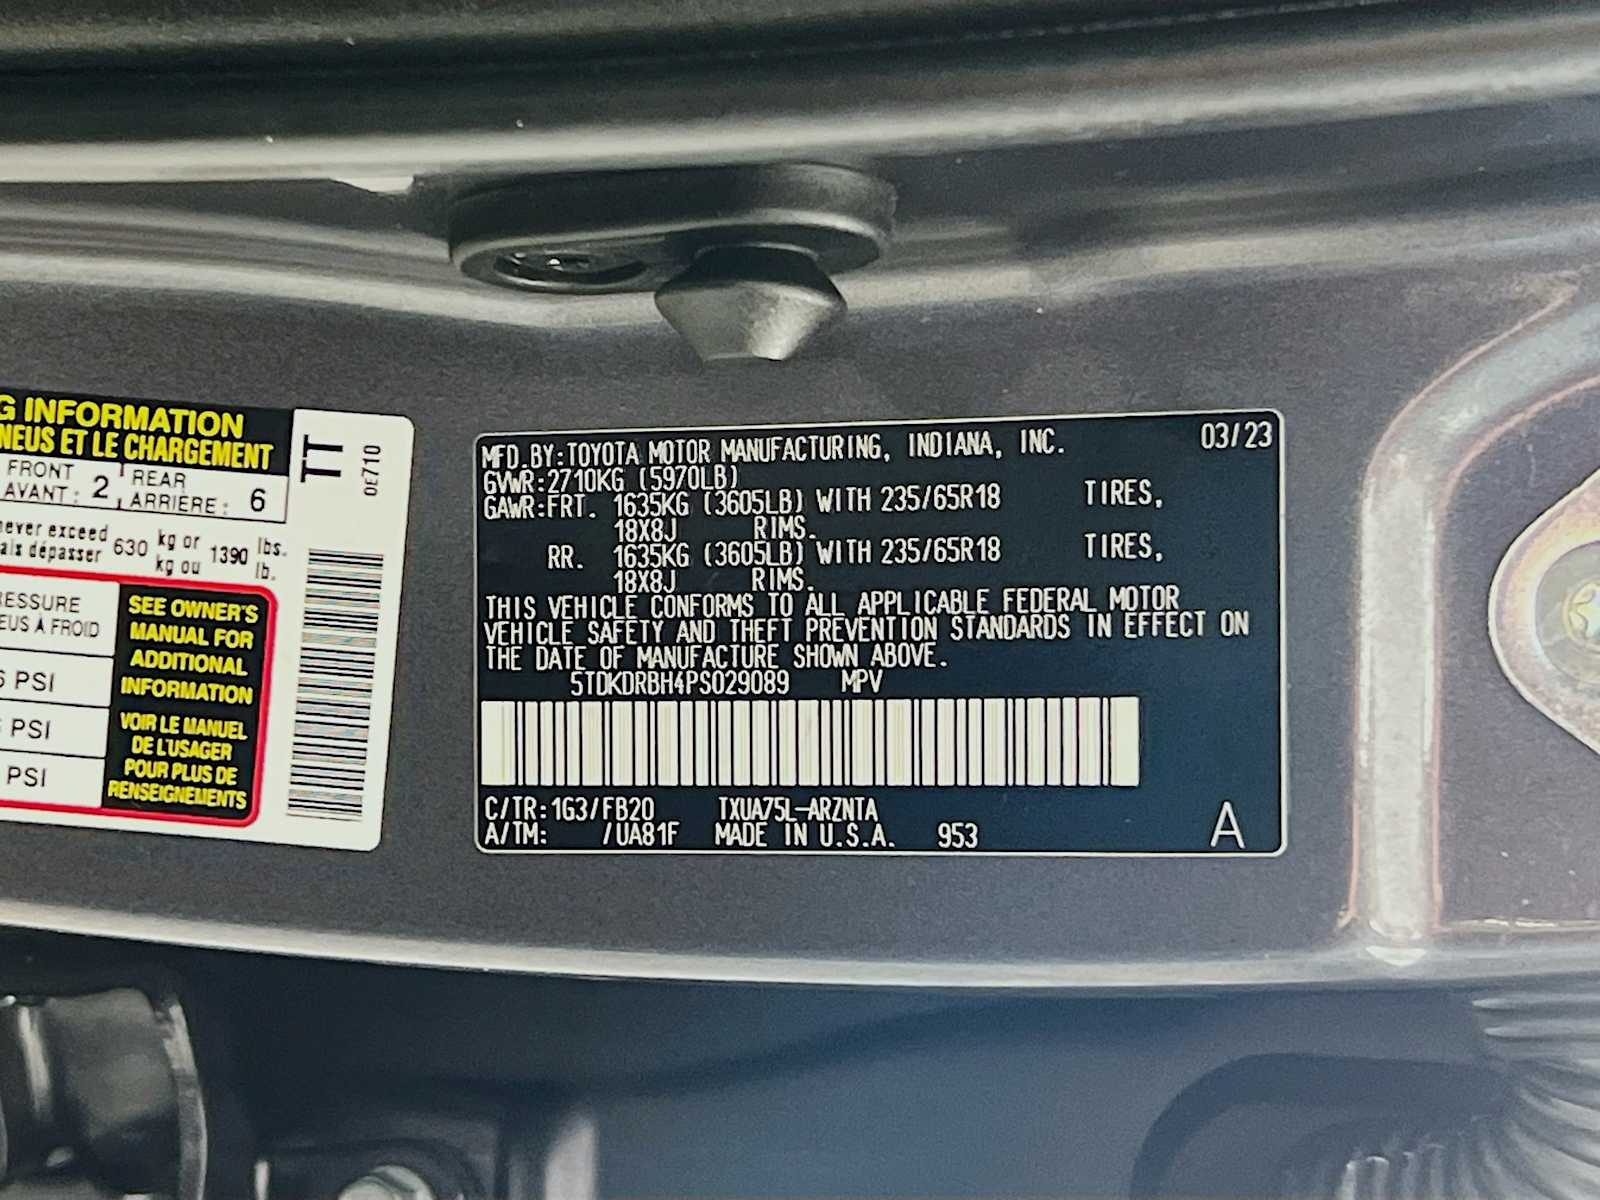 G INFORMATION
NEUS ET LE CHARGEMENT
FRONT
AVANT : 2
REAR
ARRIÈRE : 6
never exceed
ais dépasser 630 kg or 1390 lbs.
kg ou lb.
RESSURE
EUS À FROID
6 PSI
PSI
PSI
SEE OWNER'S
MANUAL FOR
ADDITIONAL
INFORMATION
VOIR LE MANUEL
DE L'USAGER
POUR PLUS DE
RENSEIGNEMENTS
TT
0E710
MFD.BY:TOYOTA MOTOR MANUFACTURING, INDIANA, INC. 03/23
GVWR:2710KG (5970LB)
GAWR:FRT. 1635KG (3605LB) WITH 235/65R18 TIRES,
18X8J RIMS.
RR. 1635KG (3605LB) WITH 235/65R18 TIRES,
18X8J RIMS.
THIS VEHICLE CONFORMS TO ALL APPLICABLE FEDERAL MOTOR
VEHICLE SAFETY AND THEFT PREVENTION STANDARDS IN EFFECT ON
THE DATE OF MANUFACTURE SHOWN ABOVE.
5TDKDRBH4PS029089 MPV
C/TR:1G3/FB20 TXUA75L-ARZNTA
A/TM: /UA81F MADE IN U.S.A. 953 A